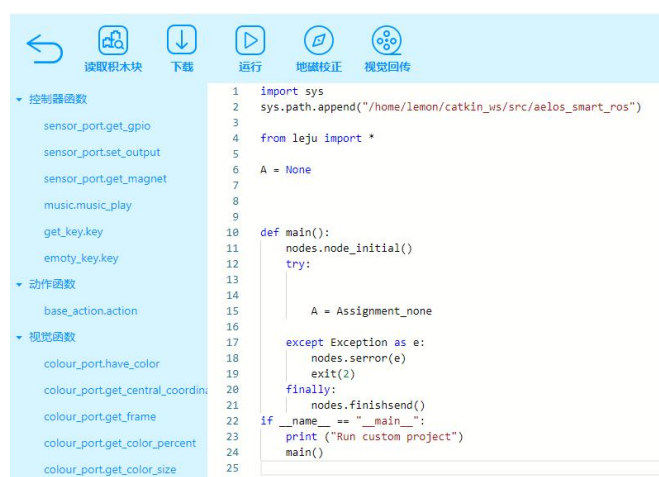 读取积木块 下载 运行 地磁校正 视觉回传
控制器函数
sensor_port.get_gpio
sensor_port.set_output
sensor_port.get_magnet
music.music_play
get_key.key
emoty_key.key
动作函数
base_action.action
视觉函数
colour_port.have_color
colour_port.get_central_coordina
colour_port.get_frame
colour_port.get_color_percent
colour_port.get_color_size
1 import sys
2 sys.path.append("/home/lemon/catkin_ws/src/aelos_smart_ros")
3
4 from leju import *
5
6 A = None
7
8
9
10 def main():
11     nodes.node_initial()
12     try:
13
14
15         A = Assignment_none
16
17     except Exception as e:
18         nodes.serror(e)
19         exit(2)
20     finally:
21         nodes.finishsend()
22 if __name__ == "__main__":
23     print ("Run custom project")
24     main()
25